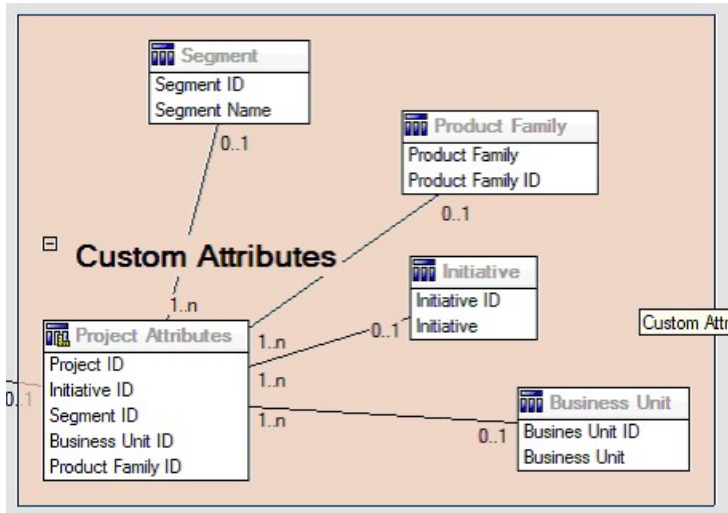 Segment
Segment ID
Segment Name
0..1
Product Family
Product Family
Product Family ID
0..1
Custom Attributes
Initiative
Initiative ID
Initiative
0..1
1..n
Project Attributes
Project ID
Initiative ID
Segment ID
Business Unit ID
Product Family ID
1..n
1..n
1..n
0..1
Custom Attr
Business Unit
Busines Unit ID
Business Unit
0..1